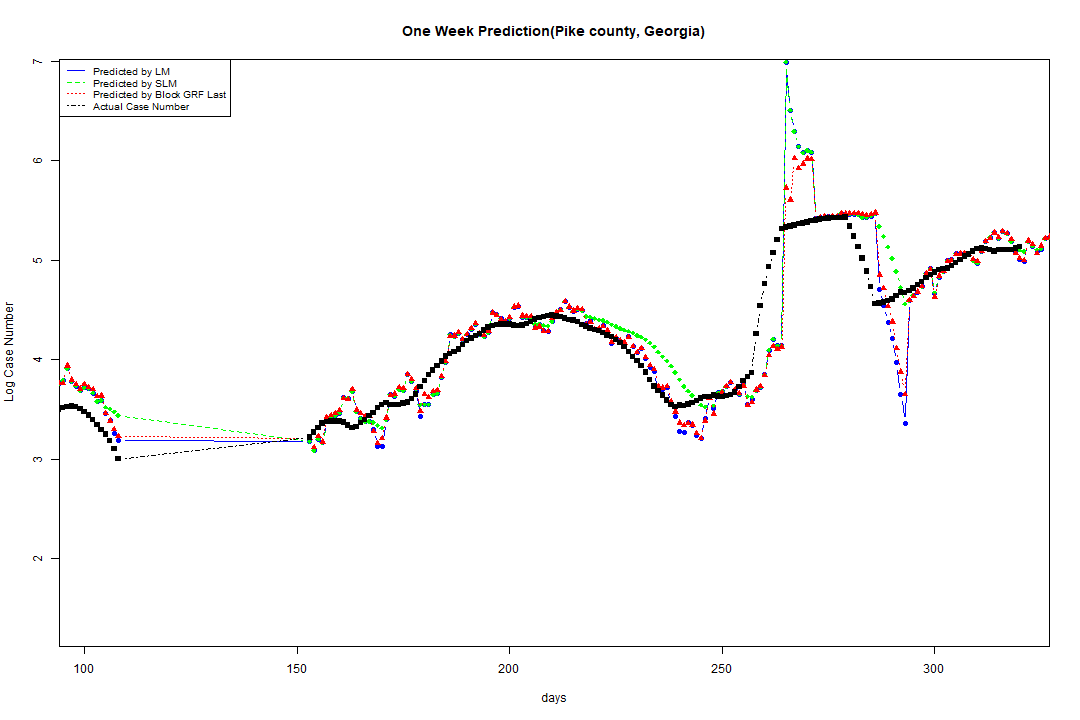 One Week Prediction(Pike county, Georgia)
Predicted by LM
Predicted by SLM
Predicted by Block GRF Last
Actual Case Number
7
6
5
4
3
2
Log Case Number
100 150 200 250 300
days